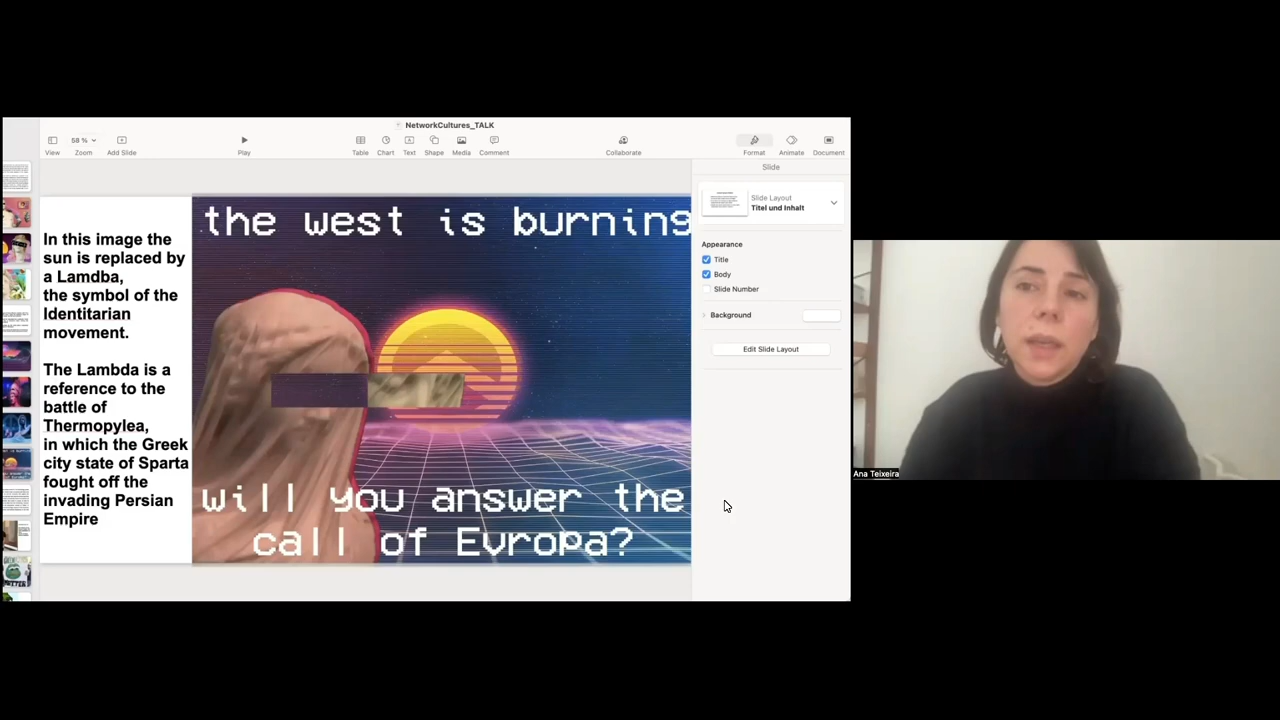 NetworkCultures_TALK
58 %
View
Zoom
Add Slide
Play
Table
Chart
Text
Shape
Media
Comment
Collaborate
Format
Animate
Document
Slide
Slide Layout
Titel und Inhalt
Appearance
Title
Body
Slide Number
Background
Edit Slide Layout
In this image the
sun is replaced by
a Lamdba,
the symbol of the
Identitarian
movement.
The Lambda is a
reference to the
battle of
Thermopylea,
in which the Greek
city state of Sparta
fought off the
invading Persian
Empire
the west is burning
will you answer the
call of Evropa?
Ana Teixeira